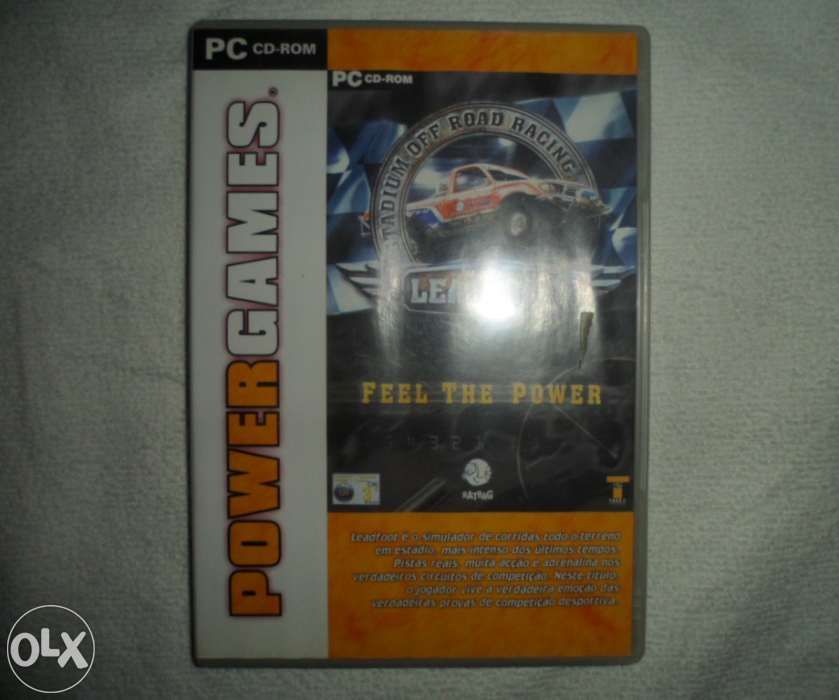 PC CD-ROM
POWERGAMES®
PC CD-ROM
TADIUM OFF ROAD RACING
LEA
FEEL THE POWER
RATBAG
Leadfoot é o simulador de corridas todo o terreno
em estádio, mais intenso dos últimos tempos.
Pistas reais, muita acção e adrenalina nos
verdadeiros circuitos de competição. Neste título,
o jogador vive a verdadeira emoção das
verdadeiras provas de competição desportiva.
OLX